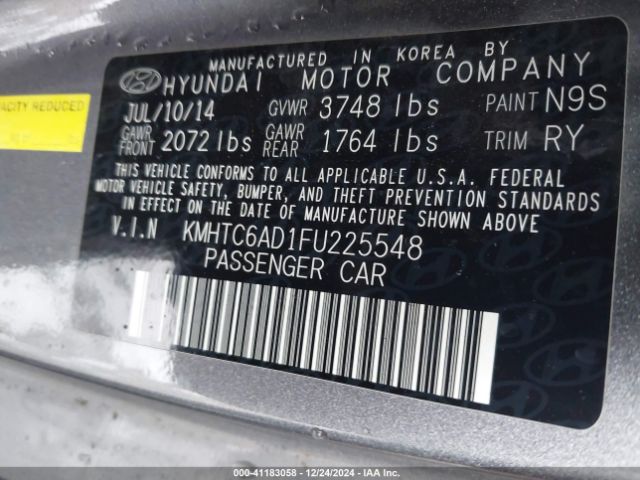 MANUFACTURED IN KOREA BY
HYUNDAI MOTOR COMPANY
JUL/10/14 GVWR 3748 lbs PAINT N9S
GAWR FRONT 2072 lbs GAWR REAR 1764 lbs TRIM RY
THIS VEHICLE CONFORMS TO ALL APPLICABLE U.S.A. FEDERAL
MOTOR VEHICLE SAFETY, BUMPER, AND THEFT PREVENTION
STANDARDS IN EFFECT ON THE DATE OF MANUFACTURE SHOWN ABOVE
V.I.N KMHTC6AD1FU225548
PASSENGER CAR
ACITY REDUCED
000-41183058 - 12/24/2024 - IAAI.com